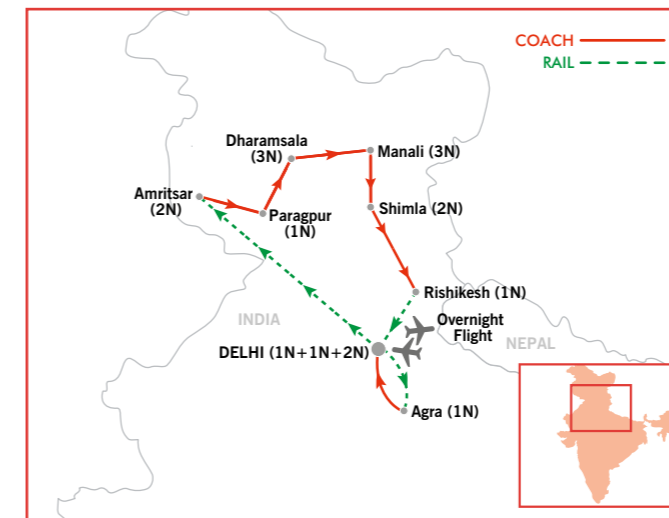 COACH
RAIL
Dharamsala
(3N)
Manali (3N)
Amritsar
(2N)
Paragpur
(1N)
Shimla (2N)
Rishikesh (1N)
INDIA
Overnight
Flight
NEPAL
DELHI (1N+1N+2N)
Agra (1N)